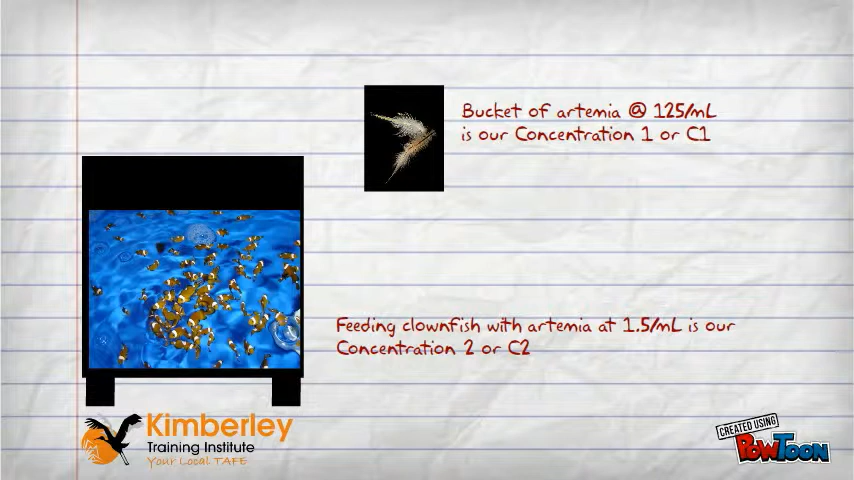 Bucket of artemia @ 125/mL
is our Concentration 1 or C1
Feeding clownfish with artemia at 1.5/mL is our
Concentration 2 or C2
Kimberley
Training Institute
Your Local TAFE
CREATED USING
POWTOON